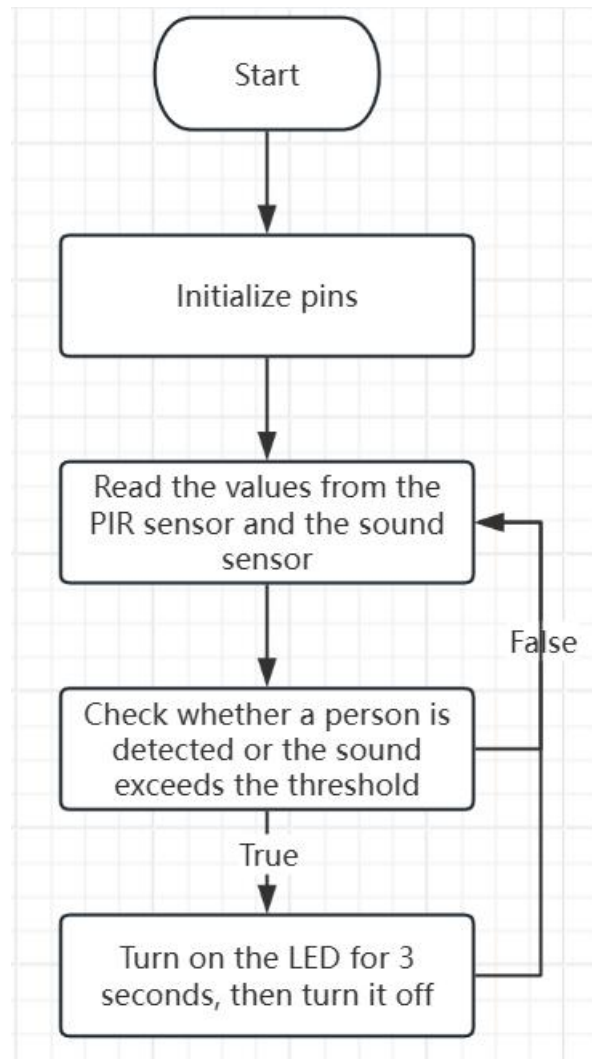 Start
Initialize pins
Read the values from the
PIR sensor and the sound
sensor
False
Check whether a person is
detected or the sound
exceeds the threshold
True
Turn on the LED for 3
seconds, then turn it off